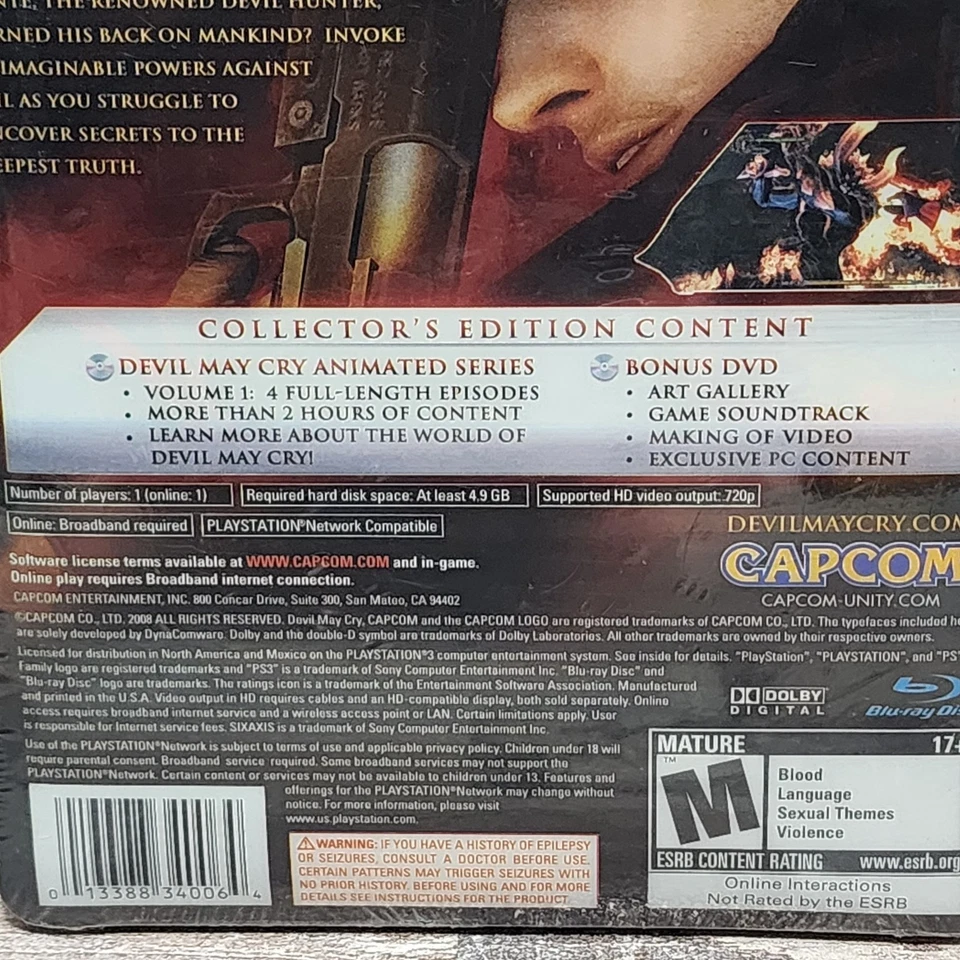 THE RENOWNED DEVIL HUNTER,
HIS BACK ON MANKIND? INVOKE
IMAGINABLE POWERS AGAINST
AS YOU STRUGGLE TO
NCOVER SECRETS TO THE
EEPEST TRUTH.
COLLECTOR'S EDITION CONTENT
DEVIL MAY CRY ANIMATED SERIES
• VOLUME 1: 4 FULL-LENGTH EPISODES
• MORE THAN 2 HOURS OF CONTENT
• LEARN MORE ABOUT THE WORLD OF
DEVIL MAY CRY!
BONUS DVD
• ART GALLERY
• GAME SOUNDTRACK
• MAKING OF VIDEO
• EXCLUSIVE PC CONTENT
Number of players: 1 (online: 1)
Required hard disk space: At least 4.9 GB
Supported HD video output: 720p
Online: Broadband required
PLAYSTATION®Network Compatible
DEVILMAYCRY.COM
CAPCOM
CAPCOM-UNITY.COM
Software license terms available at WWW.CAPCOM.COM and in-game.
Online play requires Broadband internet connection.
CAPCOM ENTERTAINMENT, INC. 800 Concar Drive, Suite 300, San Mateo, CA 94402
©CAPCOM CO., LTD. 2008 ALL RIGHTS RESERVED. Devil May Cry, CAPCOM and the CAPCOM LOGO are registered trademarks of CAPCOM CO., LTD. The typefaces included he
are solely developed by DynaComware. Dolby and the double-D symbol are trademarks of Dolby Laboratories. All other trademarks are owned by their respective owners.
Licensed for distribution in North America and Mexico on the PLAYSTATION®3 computer entertainment system. See inside for details. "PlayStation", "PLAYSTATION", and "PS"
Family logo are registered trademarks and "PS3" is a trademark of Sony Computer Entertainment Inc. "Blu-ray Disc" and
"Blu-ray Disc" logo are trademarks. The ratings icon is a trademark of the Entertainment Software Association. Manufactured
and printed in the U.S.A. Video output in HD requires cables and an HD-compatible display, both sold separately. Online
access requires broadband internet service and a wireless access point or LAN. Certain limitations apply. User
is responsible for Internet service fees. SIXAXIS is a trademark of Sony Computer Entertainment Inc.
Use of the PLAYSTATION®Network is subject to terms of use and applicable privacy policy. Children under 18 will
require parental consent. Broadband service required. Some broadband services may not support the
PLAYSTATION®Network. Certain content or services may not be available to children under 13. Features and
offerings for the PLAYSTATION®Network may change without
notice. For more information, please visit
www.us.playstation.com.
DOLBY
DIGITAL
Blu-ray Disc
MATURE 17+
TM
M
Blood
Language
Sexual Themes
Violence
ESRB CONTENT RATING www.esrb.org
Online Interactions
Not Rated by the ESRB
0 13388 34006 4
⚠WARNING: IF YOU HAVE A HISTORY OF EPILEPSY
OR SEIZURES, CONSULT A DOCTOR BEFORE USE.
CERTAIN PATTERNS MAY TRIGGER SEIZURES WITH
NO PRIOR HISTORY. BEFORE USING AND FOR MORE
DETAILS SEE INSTRUCTIONS FOR THE PRODUCT.